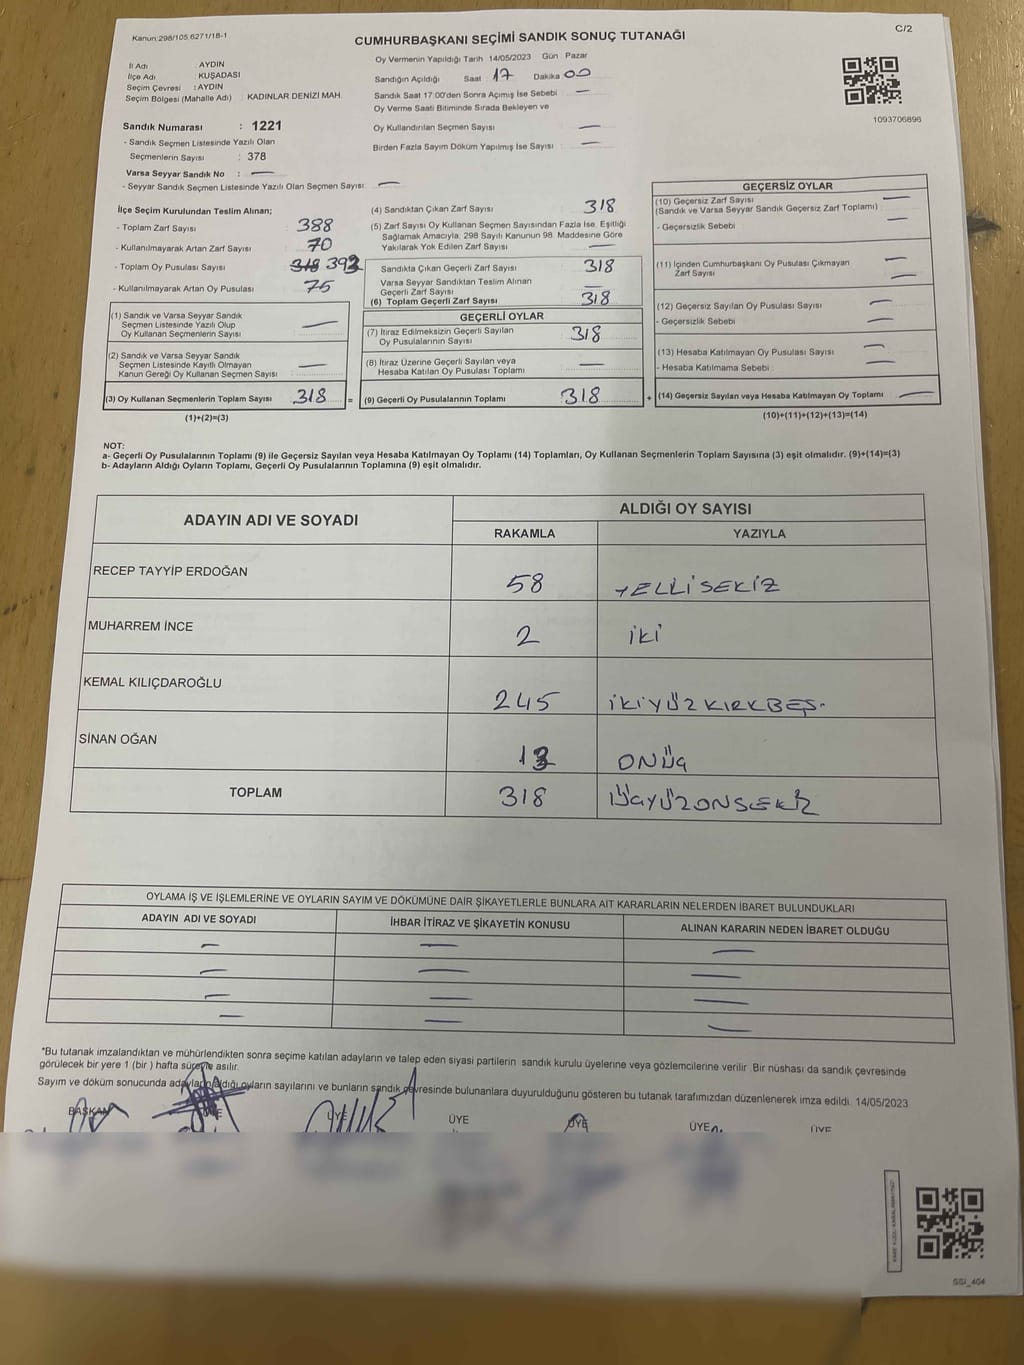 Kanun:298/105,6271/18-1
C/2
CUMHURBAŞKANI SEÇİMİ SANDIK SONUÇ TUTANAĞI
İl Adı AYDIN
İlçe Adı : KUŞADASI
Seçim Çevresi : AYDIN
Seçim Bölgesi (Mahalle Adı) : KADINLAR DENİZİ MAH.
Sandık Numarası : 1221
- Sandık Seçmen Listesinde Yazılı Olan
Seçmenlerin Sayısı : 378
Varsa Seyyar Sandık No : —
- Seyyar Sandık Seçmen Listesinde Yazılı Olan Seçmen Sayısı —
Oy Vermenin Yapıldığı Tarih 14/05/2023 Gün Pazar
Sandığın Açıldığı Saat : 17 Dakika 00
Sandık Saat 17:00'den Sonra Açımış İse Sebebi —
Oy Verme Saati Bitiminde Sırada Bekleyen ve
Oy Kullandırılan Seçmen Sayısı —
Birden Fazla Sayım Döküm Yapılmış İse Sayısı —
1093706896
İlçe Seçim Kurulundan Teslim Alınan;
- Toplam Zarf Sayısı 388
- Kullanılmayarak Artan Zarf Sayısı 70
- Toplam Oy Pusulası Sayısı 318 393
- Kullanılmayarak Artan Oy Pusulası 75
(1) Sandık ve Varsa Seyyar Sandık
Seçmen Listesinde Yazılı Olup
Oy Kullanan Seçmenlerin Sayısı —
(2) Sandık ve Varsa Seyyar Sandık
Seçmen Listesinde Kayıtlı Olmayan
Kanun Gereği Oy Kullanan Seçmen Sayısı —
(3) Oy Kullanan Seçmenlerin Toplam Sayısı 318 =
(1)+(2)=(3)
(4) Sandıktan Çıkan Zarf Sayısı 318
(5) Zarf Sayısı Oy Kullanan Seçmen Sayısından Fazla İse, Eşitliği
Sağlamak Amacıyla; 298 Sayılı Kanunun 98. Maddesine Göre
Yakılarak Yok Edilen Zarf Sayısı —
Sandıkta Çıkan Geçerli Zarf Sayısı 318
Varsa Seyyar Sandıktan Teslim Alınan
Geçerli Zarf Sayısı —
(6) Toplam Geçerli Zarf Sayısı 318
GEÇERLİ OYLAR
(7) İtiraz Edilmeksizin Geçerli Sayılan
Oy Pusulalarının Sayısı 318
(8) İtiraz Üzerine Geçerli Sayılan veya
Hesaba Katılan Oy Pusulası Toplamı —
(9) Geçerli Oy Pusulalarının Toplamı 318 +
GEÇERSİZ OYLAR
(10) Geçersiz Zarf Sayısı —
(Sandık ve Varsa Seyyar Sandık Geçersiz Zarf Toplamı)
- Geçersizlik Sebebi —
(11) İçinden Cumhurbaşkanı Oy Pusulası Çıkmayan —
Zarf Sayısı —
(12) Geçersiz Sayılan Oy Pusulası Sayısı —
- Geçersizlik Sebebi —
(13) Hesaba Katılmayan Oy Pusulası Sayısı —
- Hesaba Katılmama Sebebi : —
(14) Geçersiz Sayılan veya Hesaba Katılmayan Oy Toplamı —
(10)+(11)+(12)+(13)=(14)
NOT:
a- Geçerli Oy Pusulalarının Toplamı (9) ile Geçersiz Sayılan veya Hesaba Katılmayan Oy Toplamı (14) Toplamları, Oy Kullanan Seçmenlerin Toplam Sayısına (3) eşit olmalıdır. (9)+(14)=(3)
b- Adayların Aldığı Oyların Toplamı, Geçerli Oy Pusulalarının Toplamına (9) eşit olmalıdır.
ADAYIN ADI VE SOYADI ALDIĞI OY SAYISI
RAKAMLA YAZIYLA
RECEP TAYYİP ERDOĞAN 58 ELLİSEKİZ
MUHARREM İNCE 2 İKİ
KEMAL KILIÇDAROĞLU 245 İKİYÜZKIRKBEŞ
SİNAN OĞAN 13 ONÜÇ
TOPLAM 318 ÜÇYÜZONSEKİZ
OYLAMA İŞ VE İŞLEMLERİNE VE OYLARIN SAYIM VE DÖKÜMÜNE DAİR ŞİKAYETLERLE BUNLARA AİT KARARLARIN NELERDEN İBARET BULUNDUKLARI
ADAYIN ADI VE SOYADI İHBAR İTİRAZ VE ŞİKAYETİN KONUSU ALINAN KARARIN NEDEN İBARET OLDUĞU
— — —
— — —
— — —
— — —
*Bu tutanak imzalandıktan ve mühürlendikten sonra seçime katılan adayların ve talep eden siyasi partilerin sandık kurulu üyelerine veya gözlemcilerine verilir. Bir nüshası da sandık çevresinde
görülecek bir yere 1 (bir) hafta süreyle asılır.
Sayım ve döküm sonucunda adayların aldığı oyların sayılarını ve bunların sandık çevresinde bulunanlara duyurulduğunu gösteren bu tutanak tarafımızdan düzenlenerek imza edildi. 14/05/2023
BAŞKAN ÜYE ÜYE ÜYE ÜYE ÜYE ÜYE
GSI_404